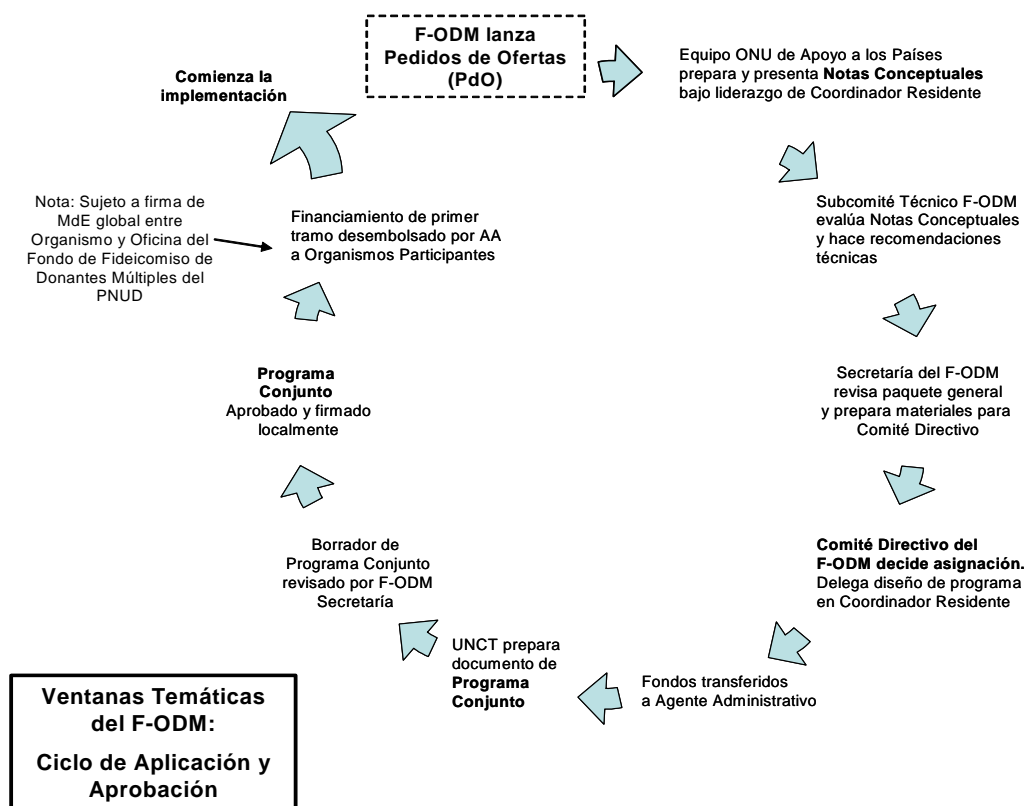 F-ODM lanza
Pedidos de Ofertas
(PdO)
Equipo ONU de Apoyo a los Países
prepara y presenta Notas Conceptuales
bajo liderazgo de Coordinador Residente
Subcomité Técnico F-ODM
evalúa Notas Conceptuales
y hace recomendaciones
técnicas
Secretaría del F-ODM
revisa paquete general
y prepara materiales para
Comité Directivo
Comité Directivo del
F-ODM decide asignación.
Delega diseño de programa
en Coordinador Residente
Fondos transferidos
a Agente Administrativo
UNCT prepara
documento de
Programa
Conjunto
Borrador de
Programa Conjunto
revisado por F-ODM
Secretaría
Programa
Conjunto
Aprobado y firmado
localmente
Financiamiento de primer
tramo desembolsado por AA
a Organismos Participantes
Nota: Sujeto a firma de
MdE global entre
Organismo y Oficina del
Fondo de Fideicomiso de
Donantes Múltiples del
PNUD
Comienza la
implementación
Ventanas Temáticas
del F-ODM:
Ciclo de Aplicación y
Aprobación